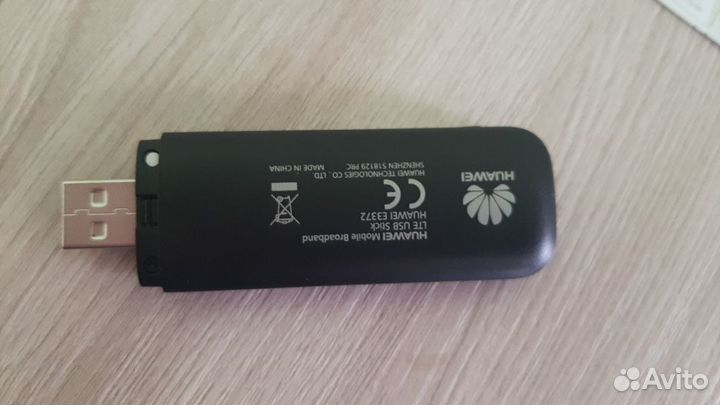 HUAWEI
HUAWEI Mobile Broadband
LTE USB Stick
HUAWEI E3372
CE
HUAWEI TECHNOLOGIES CO., LTD.
SHENZHEN 518129 PRC MADE IN CHINA
Avito